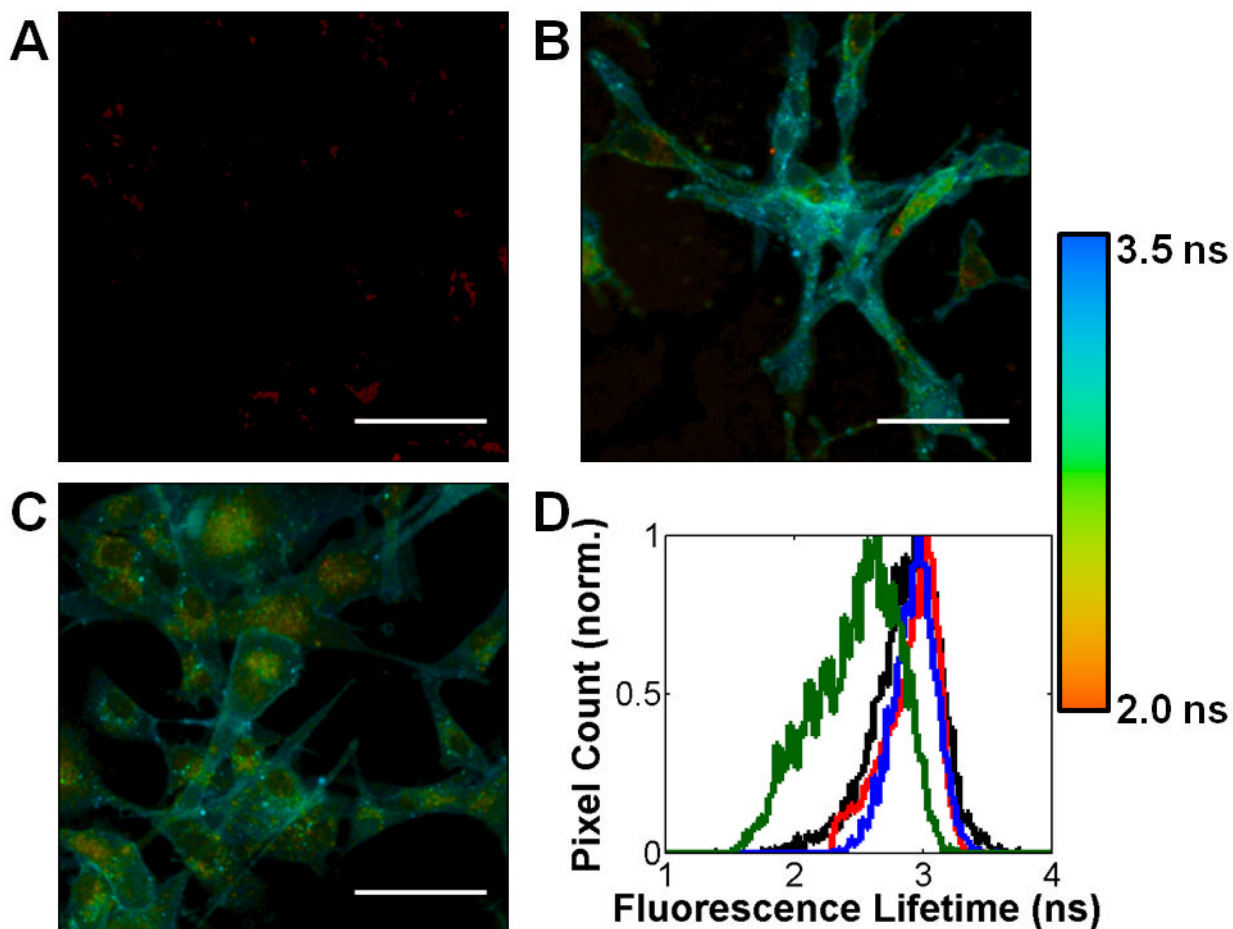 A
B
3.5 ns
2.0 ns
C
D
Pixel Count (norm.)
1
0.5
0
1 2 3 4
Fluorescence Lifetime (ns)